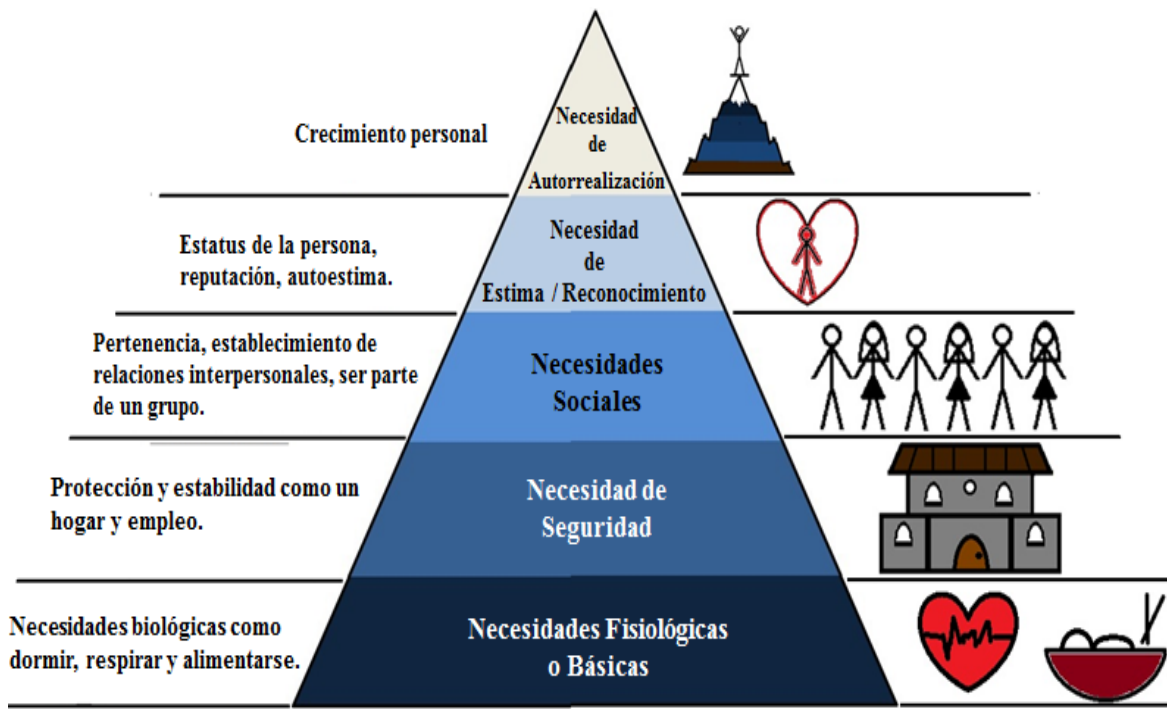 Crecimiento personal
Necesidad
de
Autorrealización
Estatus de la persona,
reputación, autoestima.
Necesidad
de
Estima / Reconocimiento
Pertenencia, establecimiento de
relaciones interpersonales, ser parte
de un grupo.
Necesidades
Sociales
Protección y estabilidad como un
hogar y empleo.
Necesidad de
Seguridad
Necesidades biológicas como
dormir, respirar y alimentarse.
Necesidades Fisiológicas
o Básicas